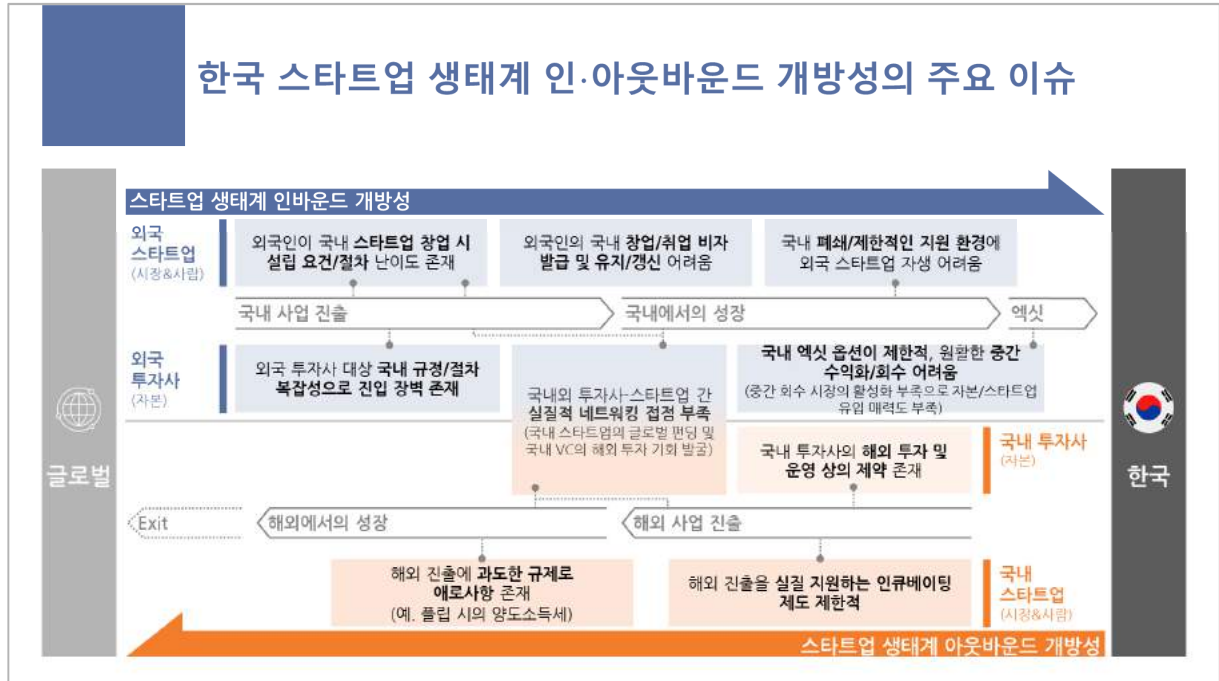 한국 스타트업 생태계 인·아웃바운드 개방성의 주요 이슈
스타트업 생태계 인바운드 개방성
외국
스타트업
(시장&사람)
외국인이 국내 스타트업 창업 시
설립 요건/절차 난이도 존재
외국인의 국내 창업/취업 비자
발급 및 유지/갱신 어려움
국내 폐쇄/제한적인 지원 환경에
외국 스타트업 자생 어려움
국내 사업 진출
국내에서의 성장
엑싯
외국
투자사
(자본)
외국 투자사 대상 국내 규정/절차
복잡성으로 진입 장벽 존재
국내외 투자사-스타트업 간
실질적 네트워킹 접점 부족
(국내 스타트업의 글로벌 펀딩 및
국내 VC의 해외 투자 기회 발굴)
국내 엑싯 옵션이 제한적, 원활한 중간
수익화/회수 어려움
(중간 회수 시장의 활성화 부족으로 자본/스타트업
유입 매력도 부족)
글로벌
한국
국내 투자사의 해외 투자 및
운영 상의 제약 존재
국내 투자사
(자본)
Exit
해외에서의 성장
해외 사업 진출
해외 진출에 과도한 규제로
애로사항 존재
(예. 플립 시의 양도소득세)
해외 진출을 실질 지원하는 인큐베이팅
제도 제한적
국내
스타트업
(시장&사람)
스타트업 생태계 아웃바운드 개방성